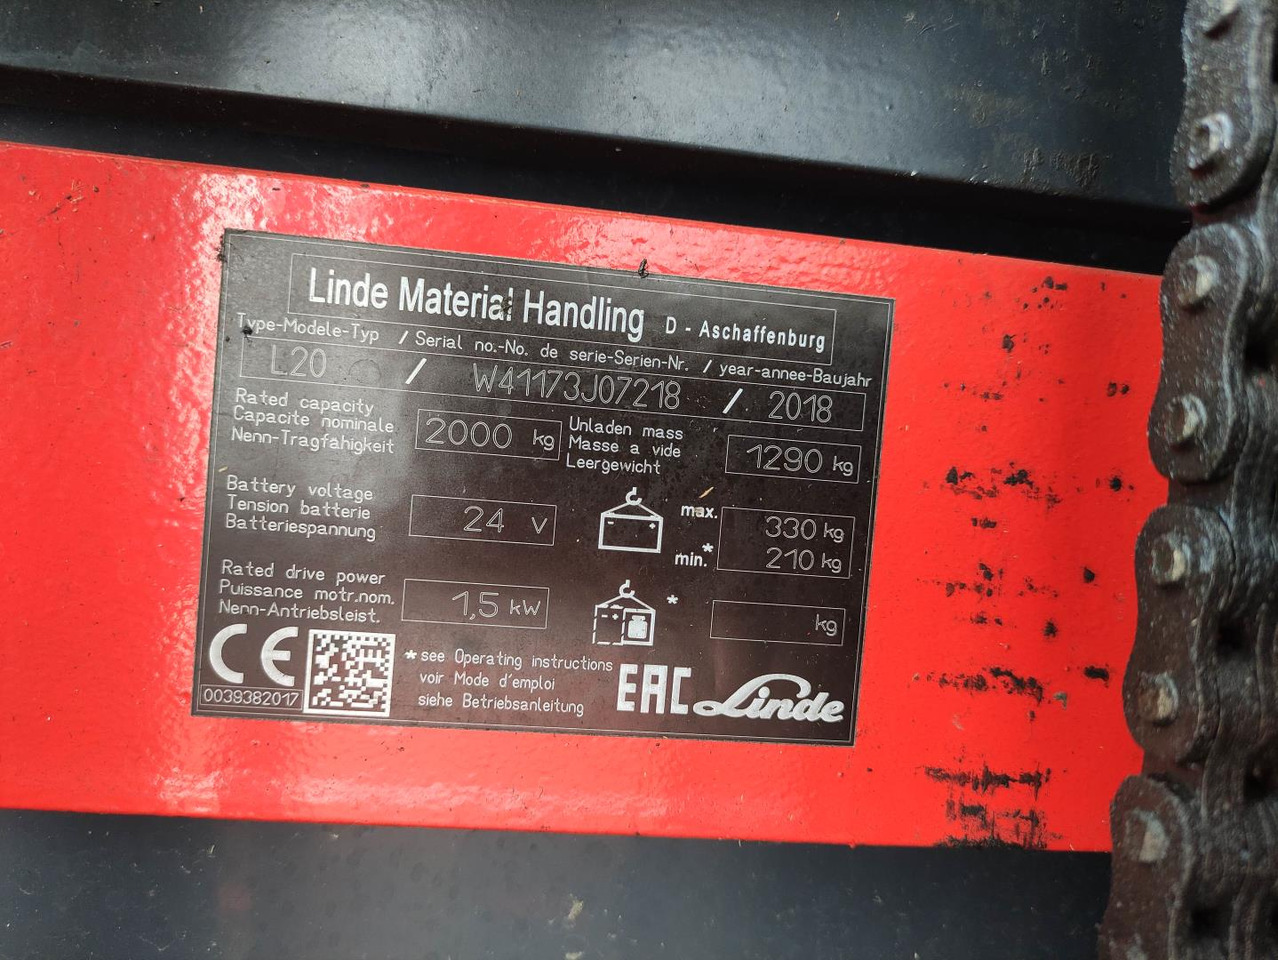 Linde Material Handling D - Aschaffenburg
Type-Modele-Typ / Serial no.-No. de serie-Serien-Nr. / year-annee-Baujahr
L20 / W41173J07218 / 2018
Rated capacity
Capacite nominale
Nenn-Tragfähigkeit
2000 kg
Unladen mass
Masse a vide
Leergewicht
1290 kg
Battery voltage
Tension batterie
Batteriespannung
24 V
- +
max. 330 kg
min.* 210 kg
Rated drive power
Puissance motr.nom.
Nenn-Antriebsleist.
1,5 kW
* kg
CE
0039382017
* see Operating instructions
voir Mode d'emploi
siehe Betriebsanleitung
EAC
Linde